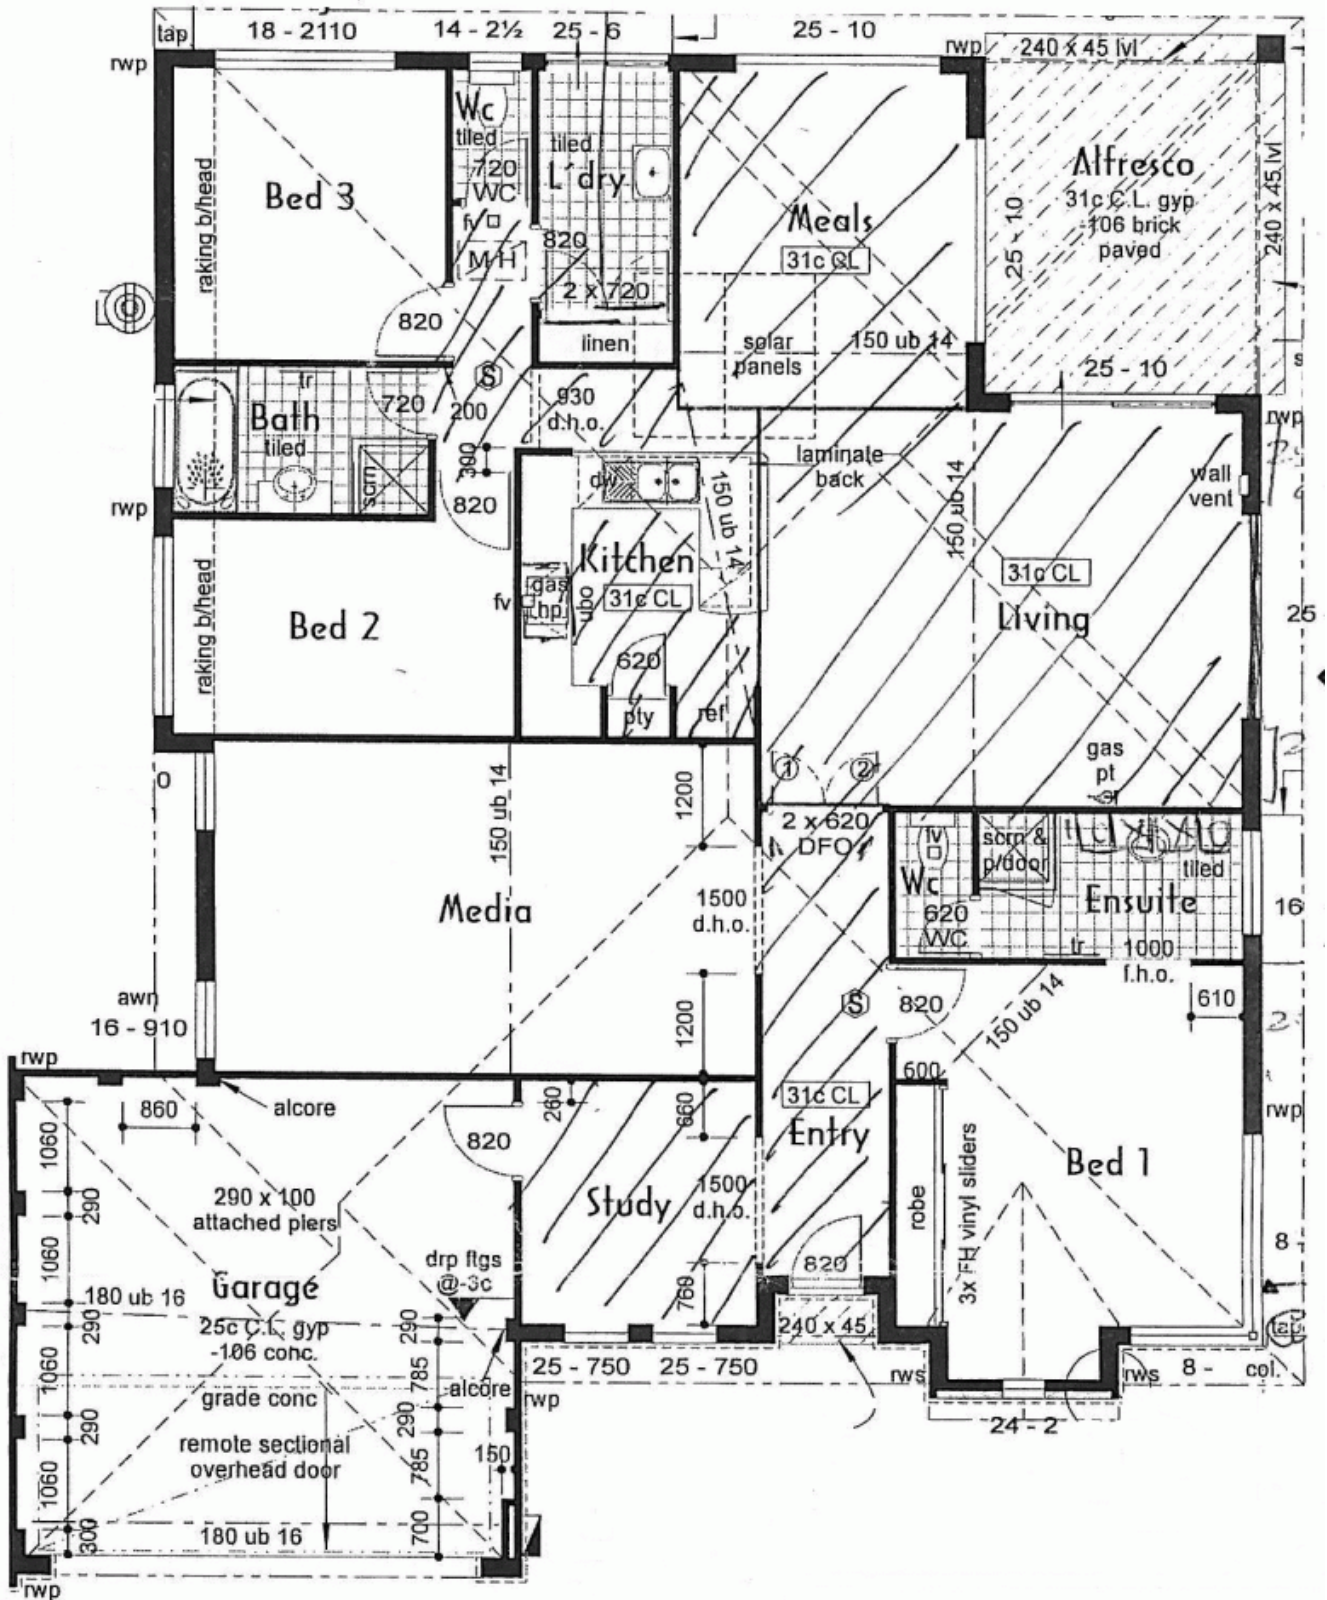 tap
18 - 2110
14 - 2½
25 - 6
25 - 10
rwp
rwp
240 x 45 lvl
Wc
tiled
720
WC
fv
M H
tiled
L'dry
820
2 x 720
linen
Bed 3
raking b/head
820
Meals
31c CL
solar
panels
150 ub 14
25 - 10
Alfresco
31c C.L. gyp
-106 brick
paved
240 x 45 lvl
25 - 10
rwp
s
S
tr
Bath
tiled
720
200
scrn
300
820
930
d.h.o.
rwp
dw
150 ub 14
laminate
back
150 ub 14
wall
vent
Kitchen
31c CL
gas
hp
ubo
fv
620
pty
ref
31c CL
Living
25
raking b/head
Bed 2
gas
pt
1
2
0
150 ub 14
1200
2 x 620
DFO
fv
Wc
620
WC
scrn &
p/door
tiled
Ensuite
tr
1000
f.h.o.
16
Media
1500
d.h.o.
1200
S
820
150 ub 14
610
awn
16 - 910
rwp
600
rwp
860
alcore
820
260
660
31c CL
Entry
Bed 1
1060
290
1060
290
1060
290
1060
300
290 x 100
attached piers
Study
1500
d.h.o.
robe
3x FH vinyl sliders
8 -
drp ftgs
@-3c
820
760
Garage
180 ub 16
25c C.L. gyp
-106 conc.
290
785
290
785
700
240 x 45
25 - 750
25 - 750
rws
rws
8 -
col.
grade conc
alcore
rwp
24 - 2
remote sectional
overhead door
150
180 ub 16
rwp